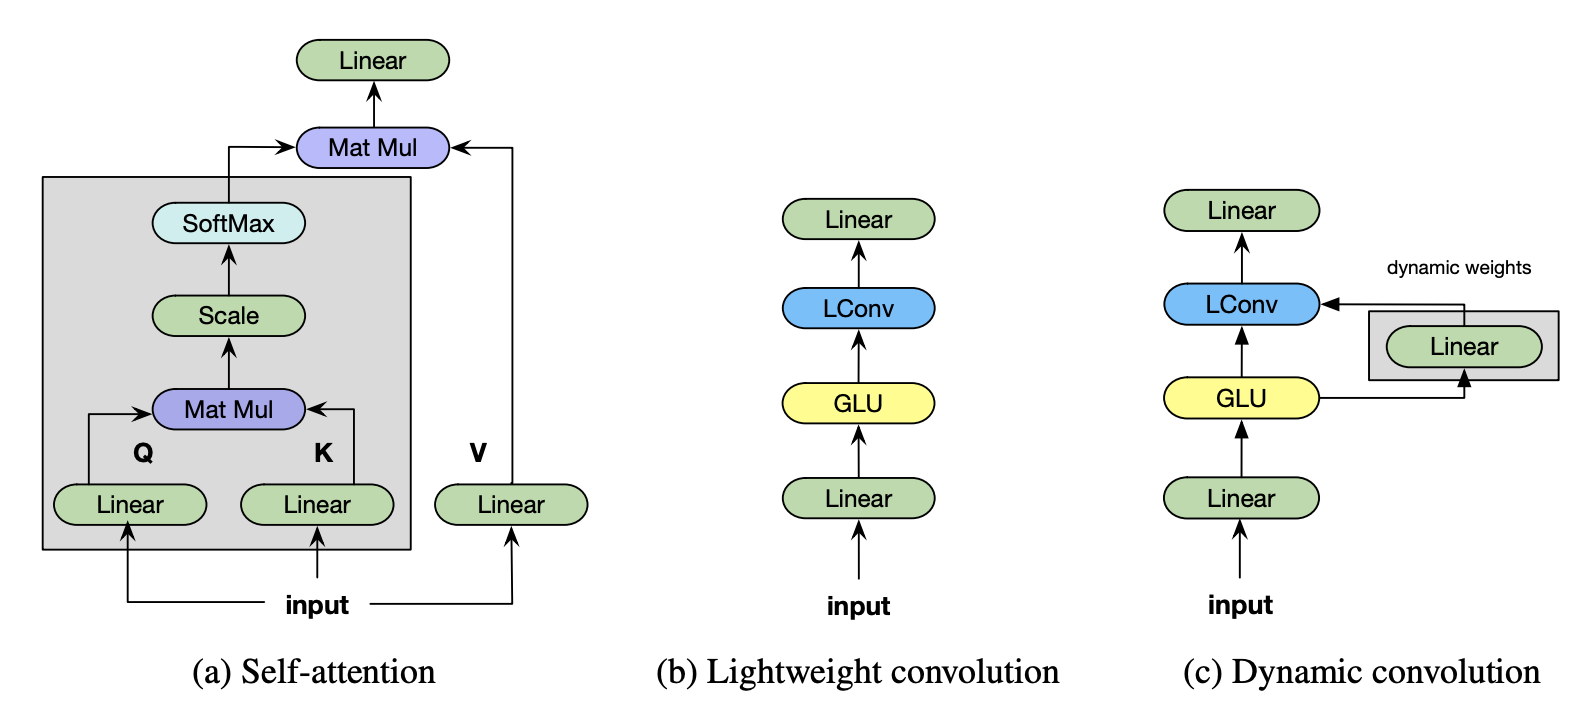 Linear
Mat Mul
SoftMax
Scale
Mat Mul
Q
K
V
Linear
Linear
Linear
input
(a) Self-attention
Linear
LConv
GLU
Linear
input
(b) Lightweight convolution
Linear
dynamic weights
LConv
Linear
GLU
Linear
input
(c) Dynamic convolution